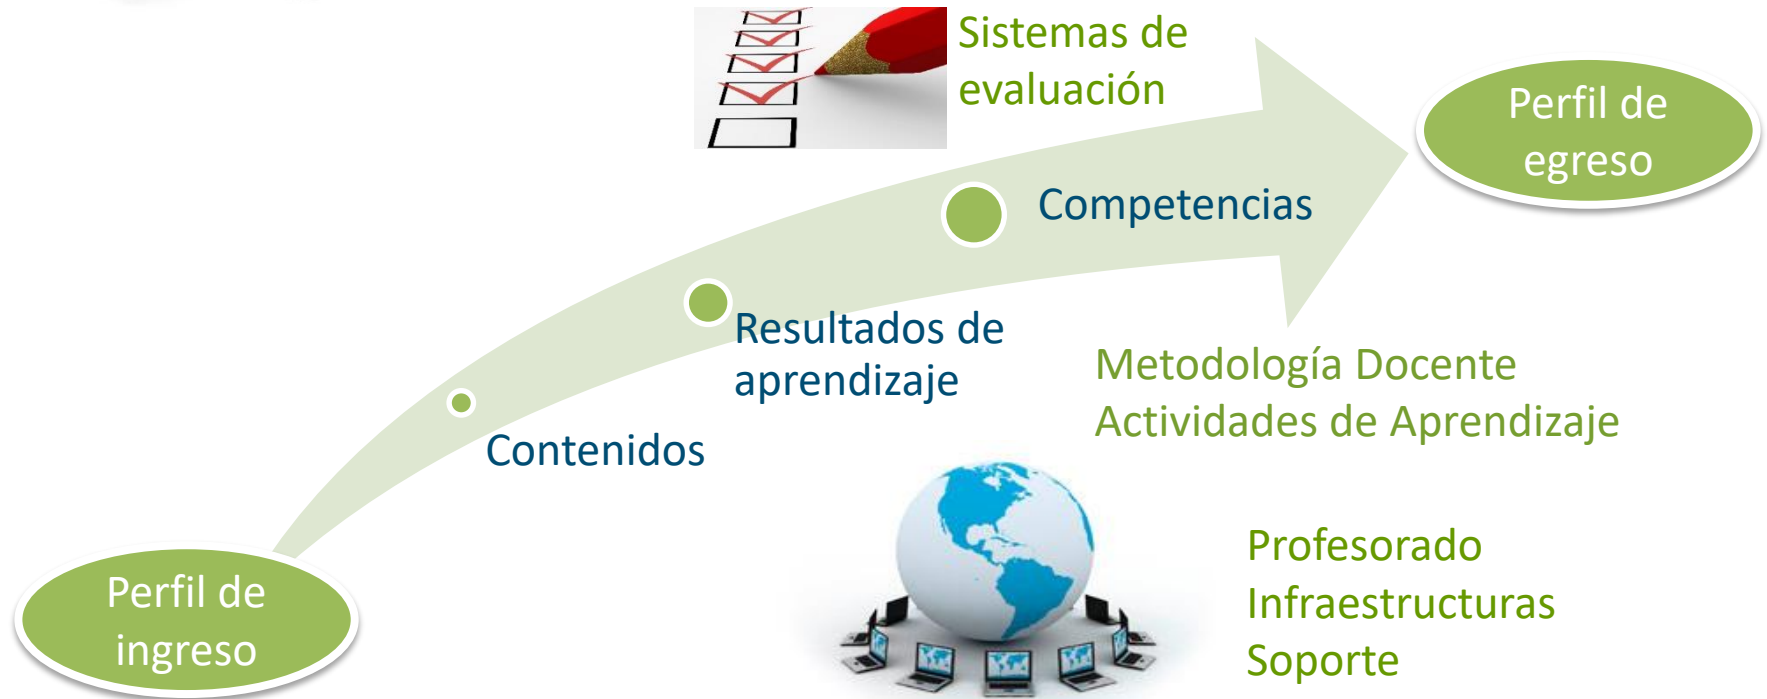 Sistemas de
evaluación
Perfil de
egreso
Competencias
Resultados de
aprendizaje
Metodología Docente
Actividades de Aprendizaje
Contenidos
Profesorado
Infraestructuras
Soporte
Perfil de
ingreso